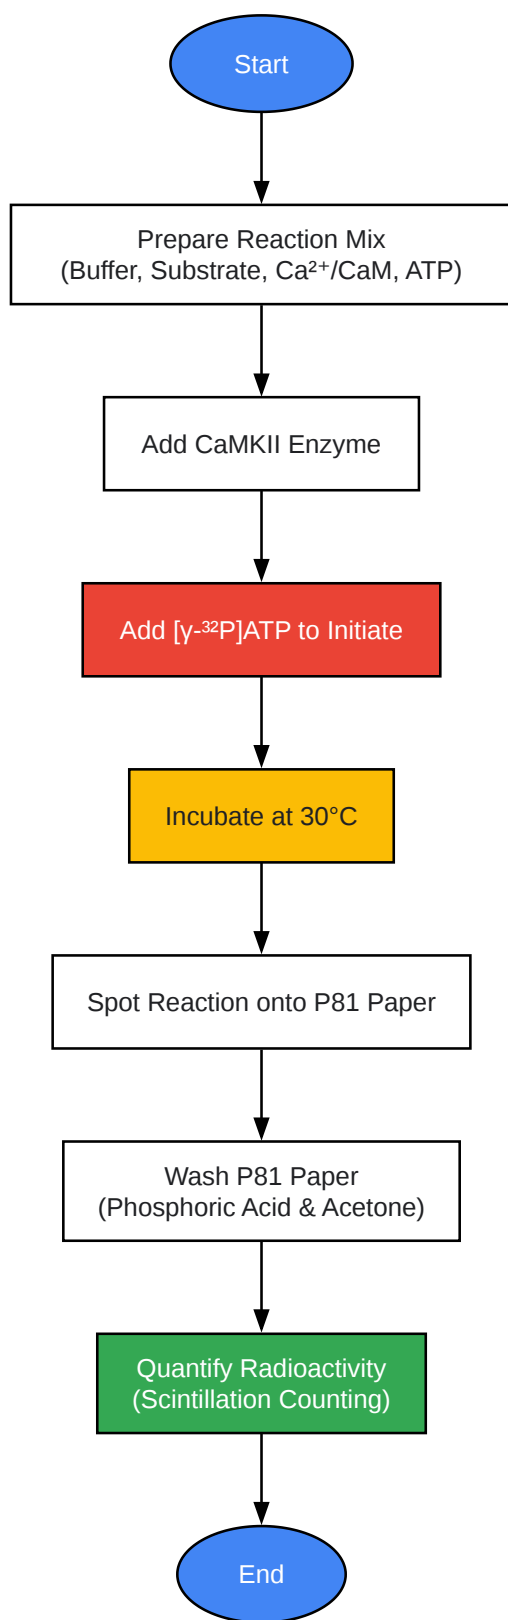 Start
Prepare Reaction Mix
(Buffer, Substrate, Ca²⁺/CaM, ATP)
Add CaMKII Enzyme
Add [γ-³²P]ATP to Initiate
Incubate at 30°C
Spot Reaction onto P81 Paper
Wash P81 Paper
(Phosphoric Acid & Acetone)
Quantify Radioactivity
(Scintillation Counting)
End